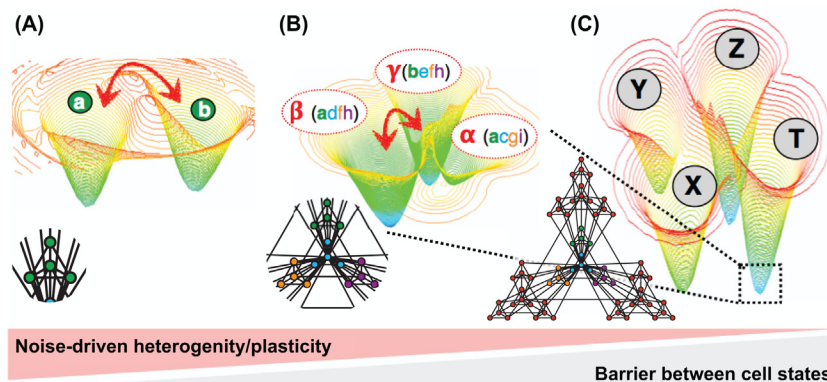 (A)
a
b
(B)
γ(befh)
β (adfh)
α (acgi)
(C)
Z
Y
T
X
Noise-driven heterogenity/plasticity
Barrier between cell states